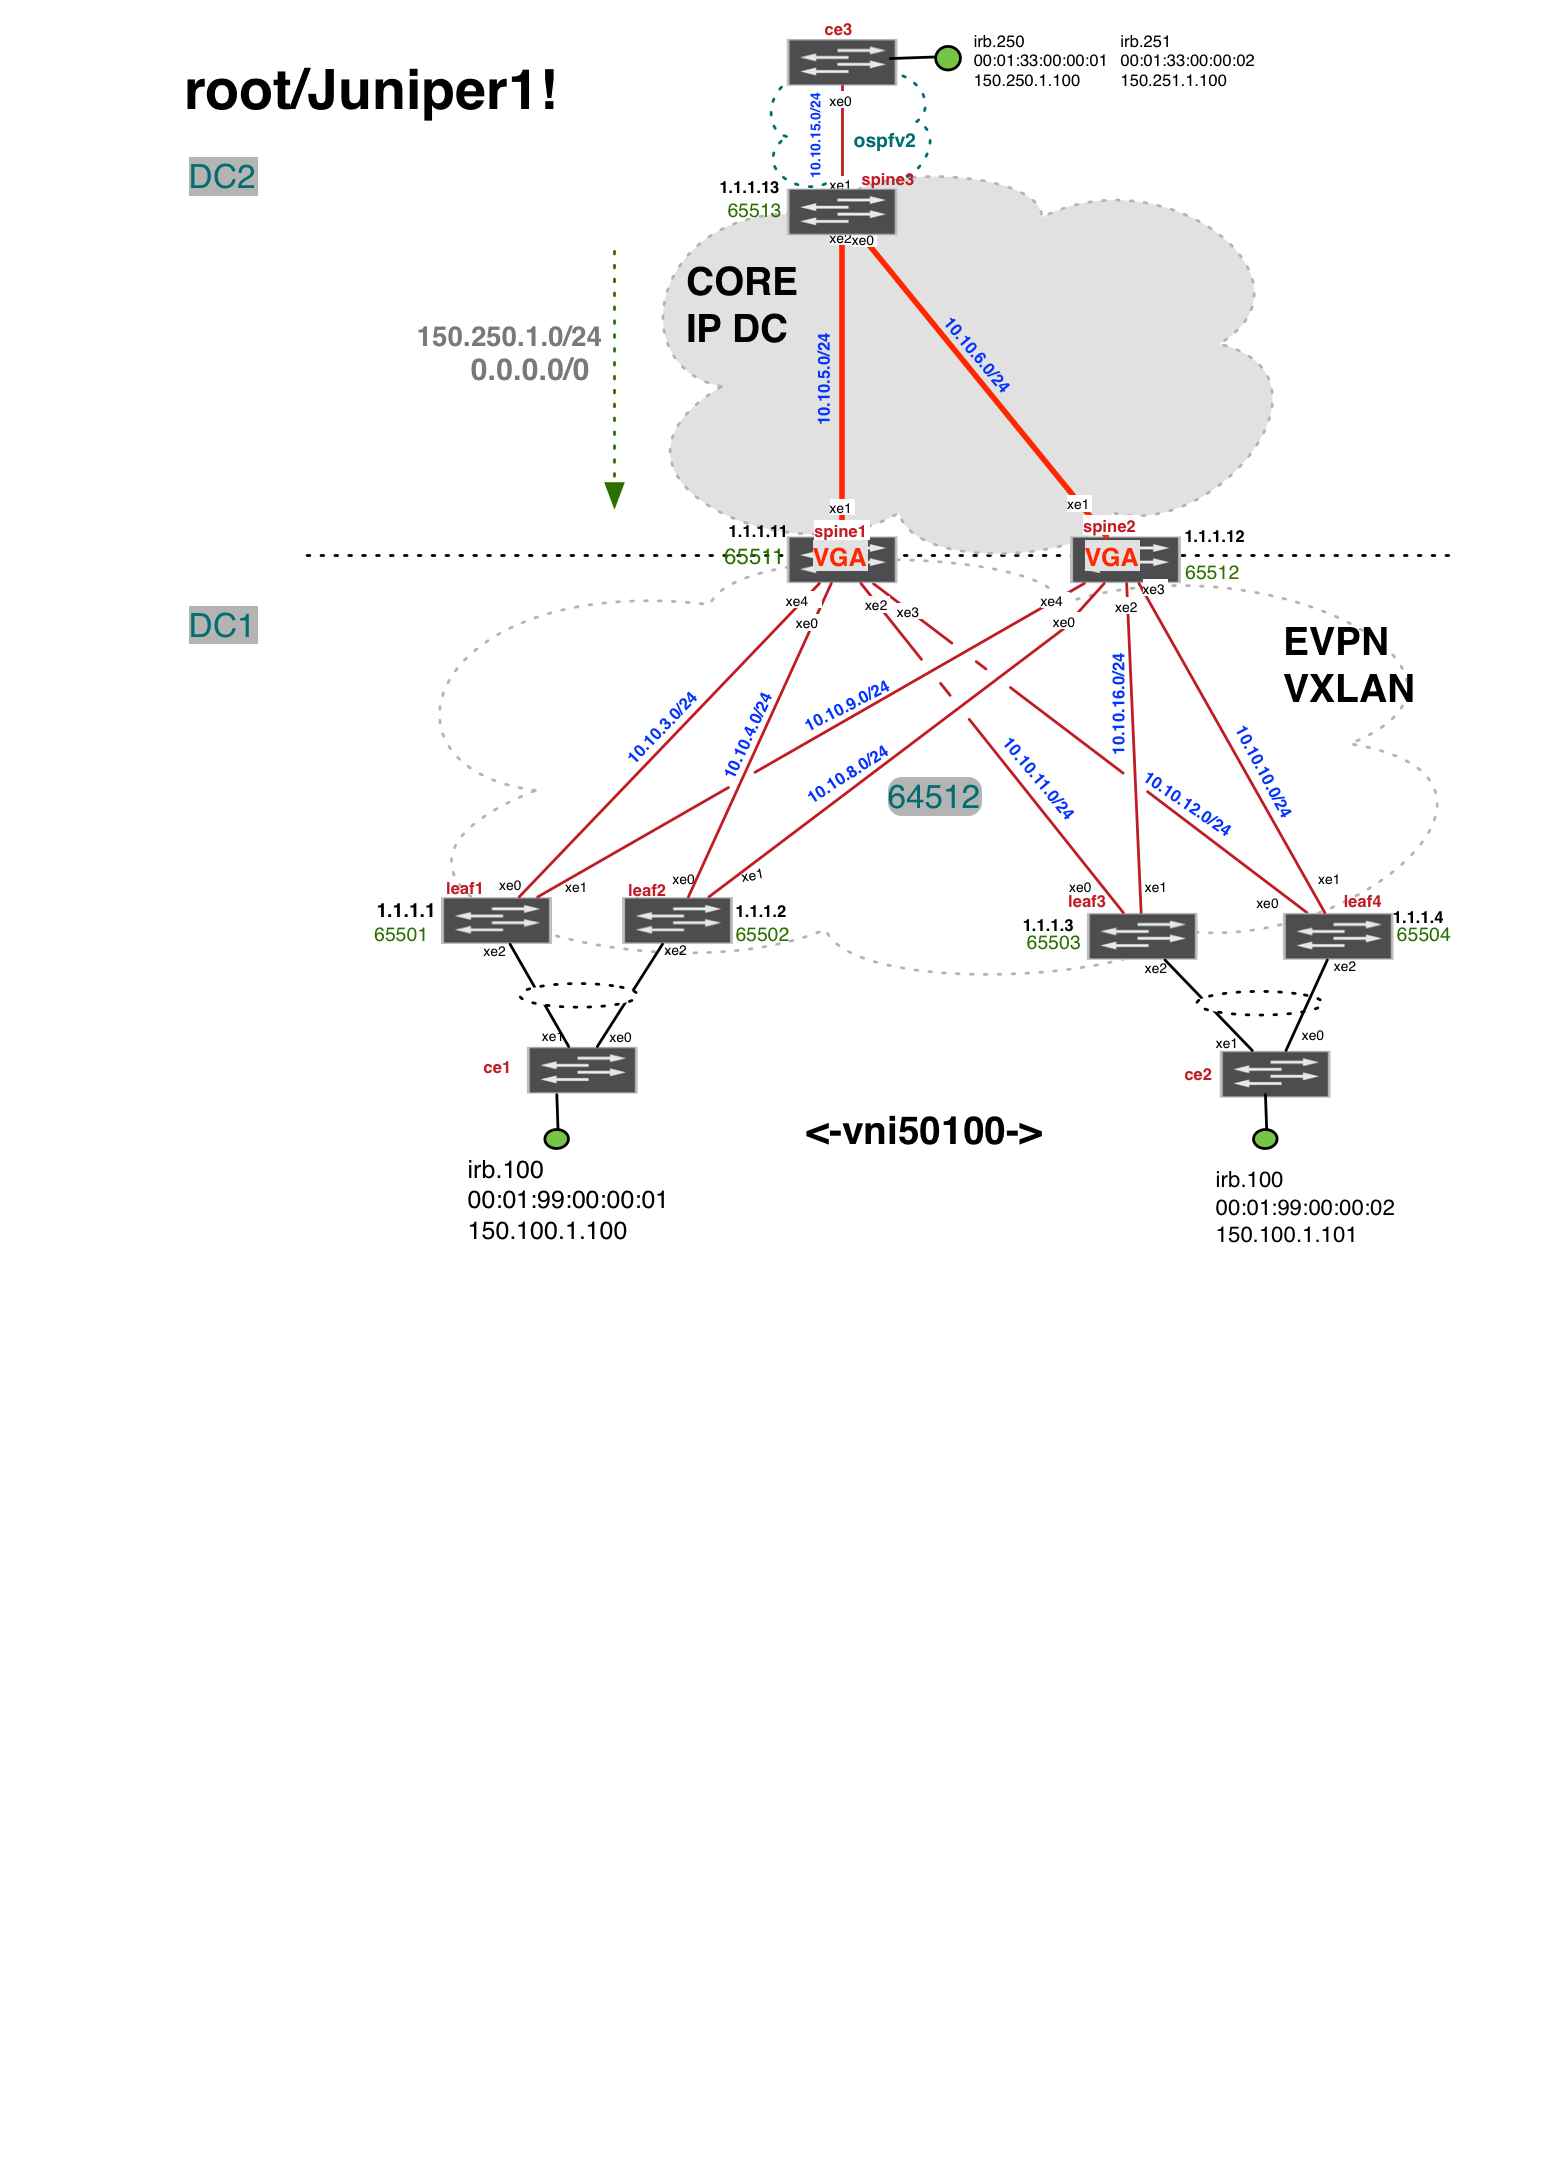 ce3
irb.250
00:01:33:00:00:01
150.250.1.100
irb.251
00:01:33:00:00:02
150.251.1.100
root/Juniper1!
xe0
10.10.15.0/24
ospfv2
DC2
xe1
spine3
1.1.1.13
65513
xe2
xe0
CORE
IP DC
150.250.1.0/24
0.0.0.0/0
10.10.5.0/24
10.10.6.0/24
xe1
xe1
1.1.1.11
spine1
65511
VGA
spine2
1.1.1.12
VGA
65512
DC1
xe4
xe0
xe2
xe3
xe4
xe0
xe2
xe3
EVPN
VXLAN
10.10.3.0/24
10.10.4.0/24
10.10.9.0/24
10.10.8.0/24
10.10.11.0/24
10.10.16.0/24
10.10.12.0/24
10.10.10.0/24
64512
leaf1
xe0
xe1
1.1.1.1
65501
xe2
leaf2
xe0
xe1
1.1.1.2
65502
xe2
xe0
leaf3
xe1
1.1.1.3
65503
xe2
xe0
xe1
leaf4
1.1.1.4
65504
xe2
xe1
xe0
ce1
xe1
xe0
ce2
<-vni50100->
irb.100
00:01:99:00:00:01
150.100.1.100
irb.100
00:01:99:00:00:02
150.100.1.101